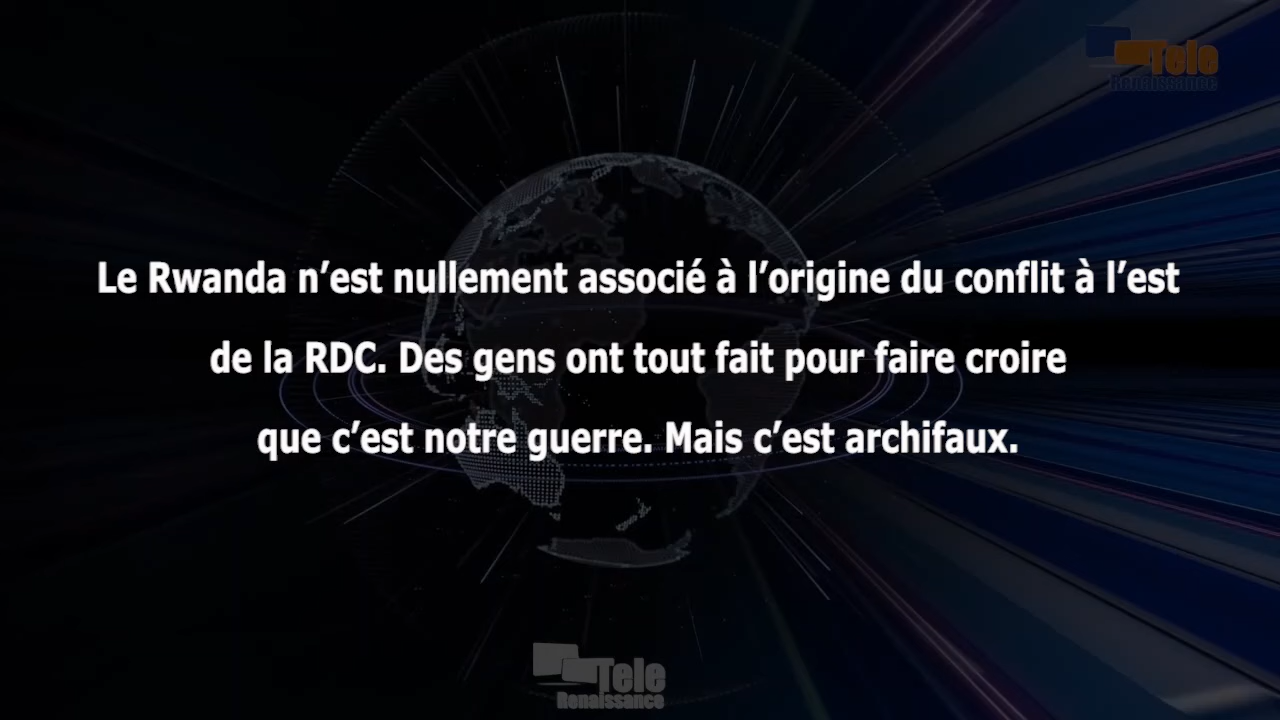 Tele
Renaissance
Le Rwanda n’est nullement associé à l’origine du conflit à l’est
de la RDC. Des gens ont tout fait pour faire croire
que c’est notre guerre. Mais c’est archifaux.
Tele
Renaissance